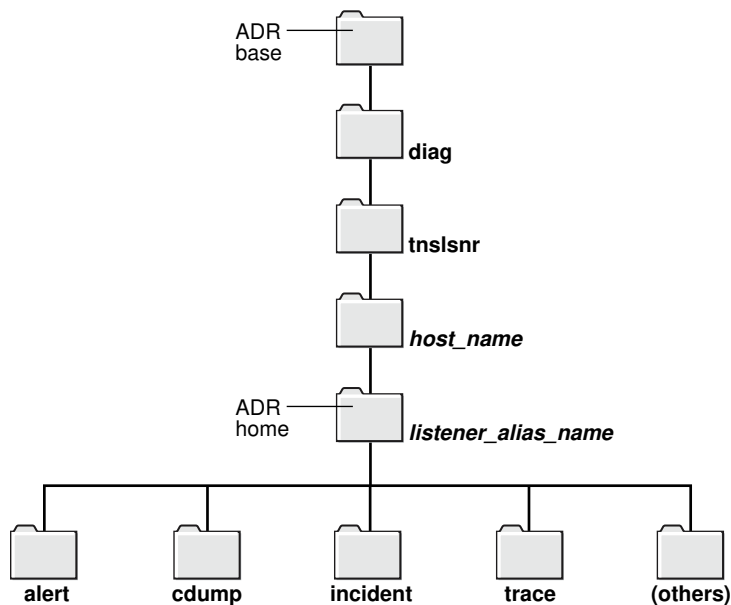 ADR
base
diag
tnslsnr
host_name
ADR
home
listener_alias_name
alert
cdump
incident
trace
(others)